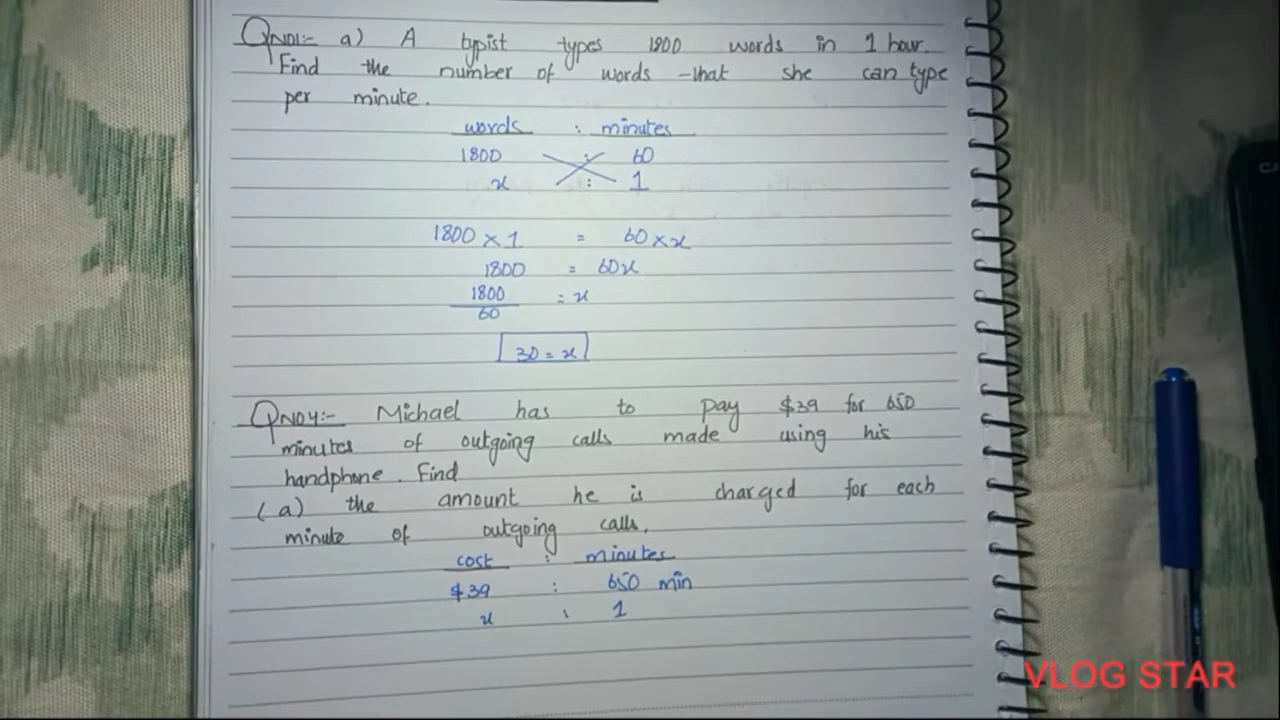 QNO1:- a) A typist types 1800 words in 1 hour.
Find the number of words that she can type
per minute.
words : minutes
1800 : 60
x : 1
1800 × 1 = 60 × x
1800 = 60x
1800 = x
60
30 = x
QNO4:- Michael has to pay $39 for 650
minutes of outgoing calls made using his
handphone. Find
(a) the amount he is charged for each
minute of outgoing calls.
cost : minutes
$39 : 650 min
x : 1
VLOG STAR